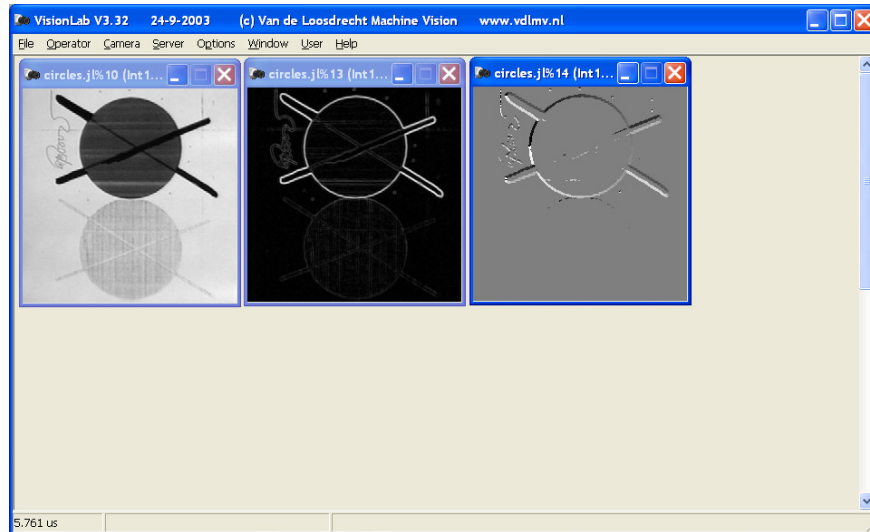 VisionLab V3.32 24-9-2003 (c) Van de Loosdrecht Machine Vision www.vdlmv.nl
File Operator Camera Server Options Window User Help
circles.jl%10 (Int1... circles.jl%13 (Int1... circles.jl%14 (Int1...
5.761 us